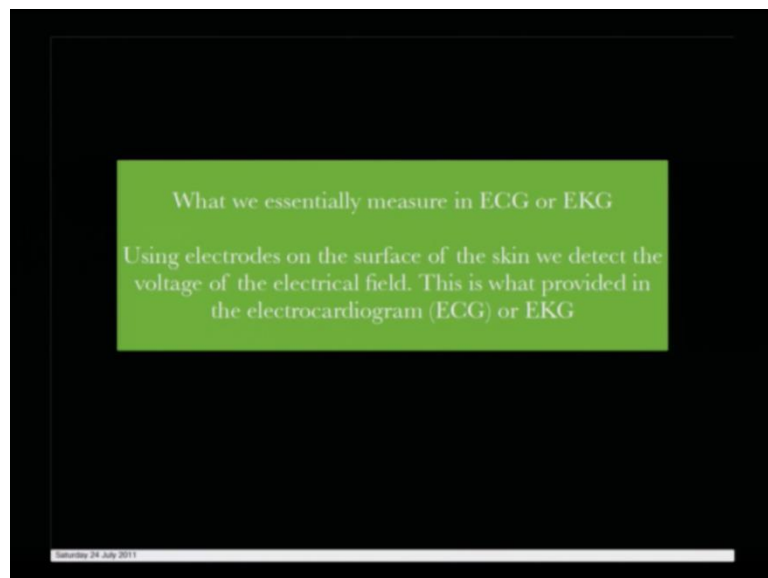 What we essentially measure in ECG or EKG
Using electrodes on the surface of the skin we detect the
voltage of the electrical field. This is what provided in
the electrocardiogram (ECG) or EKG
Saturday 24 July 2011